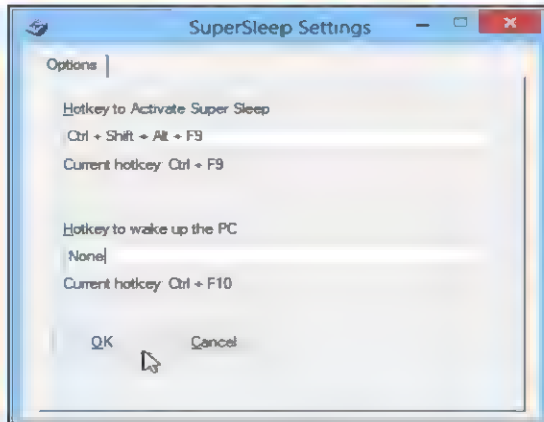 SuperSleep Settings
Options
Hotkey to Activate Super Sleep
Ctrl + Shift + Alt + F9
Current hotkey: Ctrl + F9
Hotkey to wake up the PC
None
Current hotkey: Ctrl + F10
OK Cancel